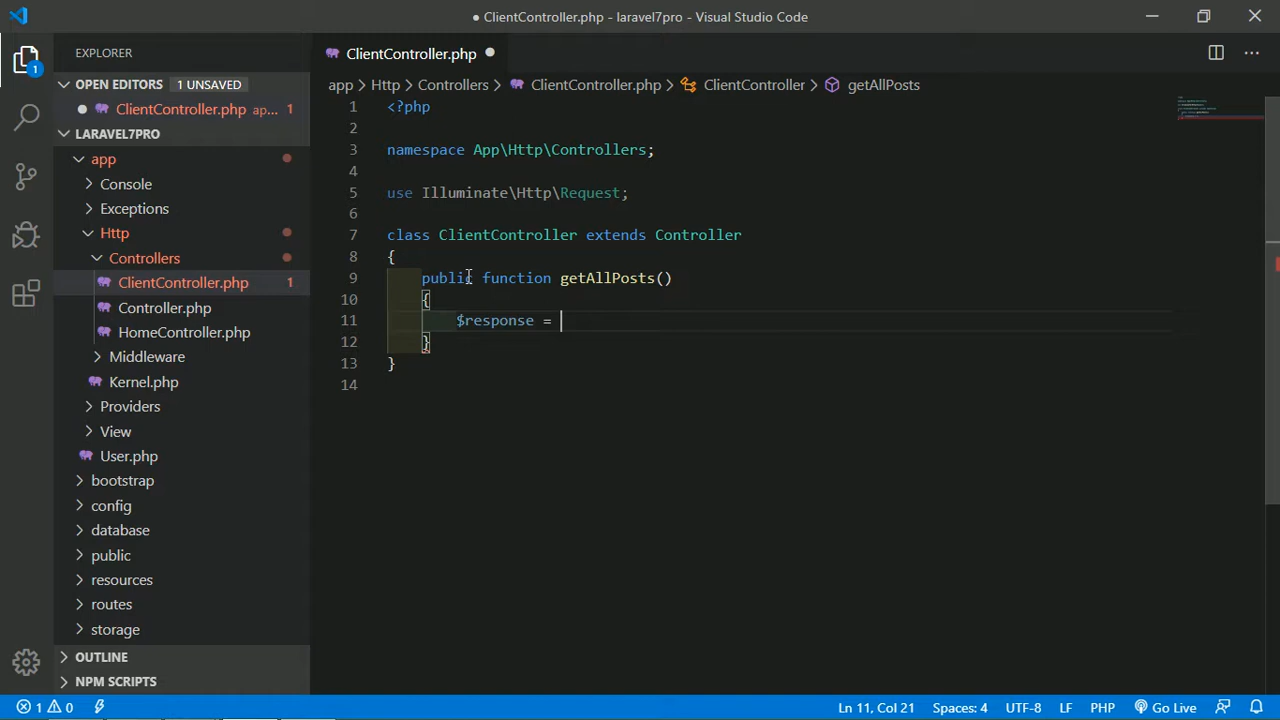 ● ClientController.php - laravel7pro - Visual Studio Code
EXPLORER
OPEN EDITORS 1 UNSAVED
ClientController.php ap... 1
LARAVEL7PRO
app
Console
Exceptions
Http
Controllers
ClientController.php 1
Controller.php
HomeController.php
Middleware
Kernel.php
Providers
View
User.php
bootstrap
config
database
public
resources
routes
storage
OUTLINE
NPM SCRIPTS
1
ClientController.php
app > Http > Controllers > ClientController.php > ClientController > getAllPosts
1 <?php
2
3 namespace App\Http\Controllers;
4
5 use Illuminate\Http\Request;
6
7 class ClientController extends Controller
8 {
9 public function getAllPosts()
10 {
11 $response =
12 }
13 }
14
1 0
Ln 11, Col 21
Spaces: 4
UTF-8
LF
PHP
Go Live